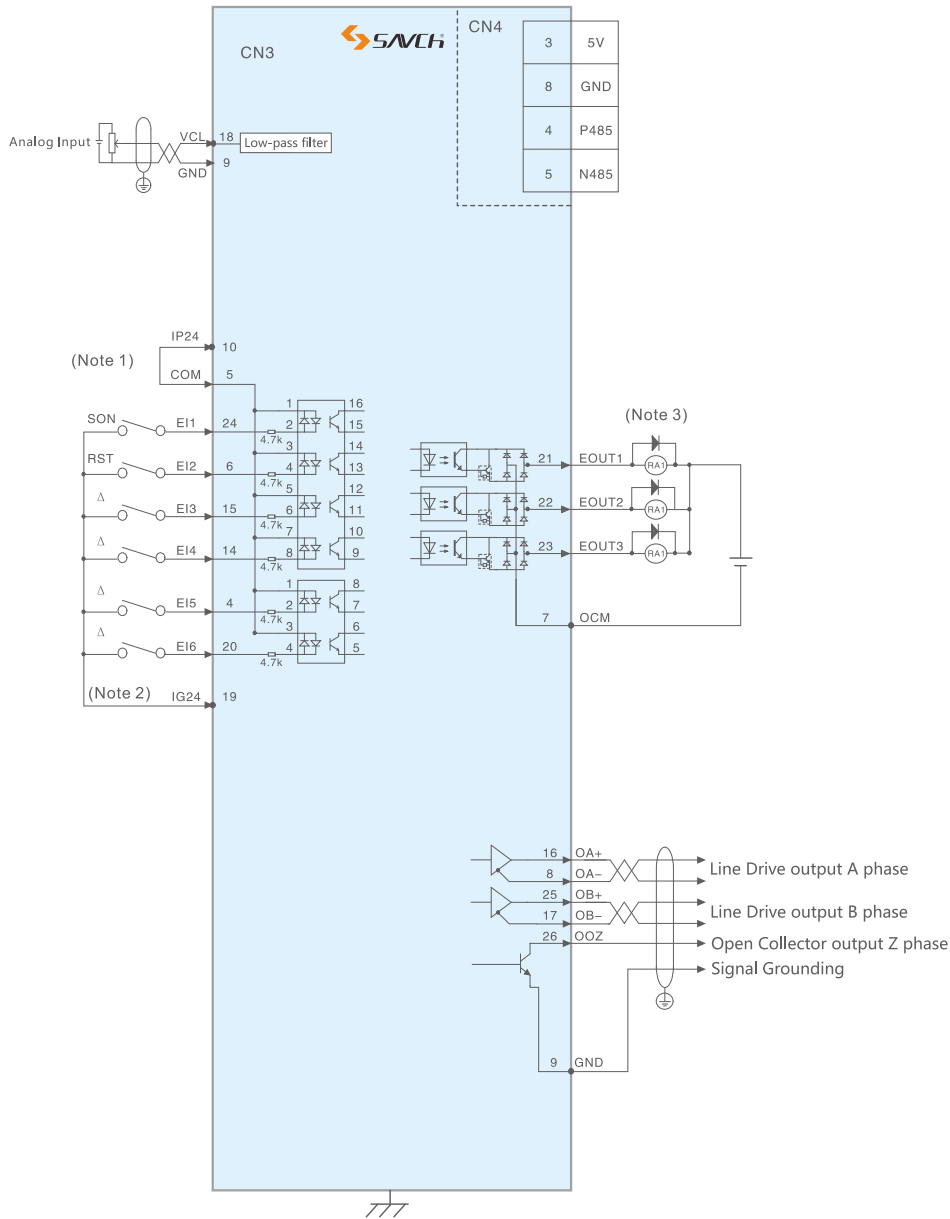 CN3
SAVCh
CN4
3 5V
8 GND
4 P485
5 N485
Analog Input
VCL 18 Low-pass filter
GND 9
IP24 10
(Note 1)
COM 5
SON EI1 24 4.7k
RST EI2 6 4.7k
Δ EI3 15 4.7k
Δ EI4 14 4.7k
Δ EI5 4 4.7k
Δ EI6 20 4.7k
(Note 2) IG24 19
1 16
2 15
3 14
4 13
5 12
6 11
7 10
8 9
1 8
2 7
3 6
4 5
(Note 3)
21 EOUT1 RA1
22 EOUT2 RA1
23 EOUT3 RA1
7 OCM
16 OA+
8 OA-
Line Drive output A phase
25 OB+
17 OB-
Line Drive output B phase
26 OOZ Open Collector output Z phase
Signal Grounding
9 GND